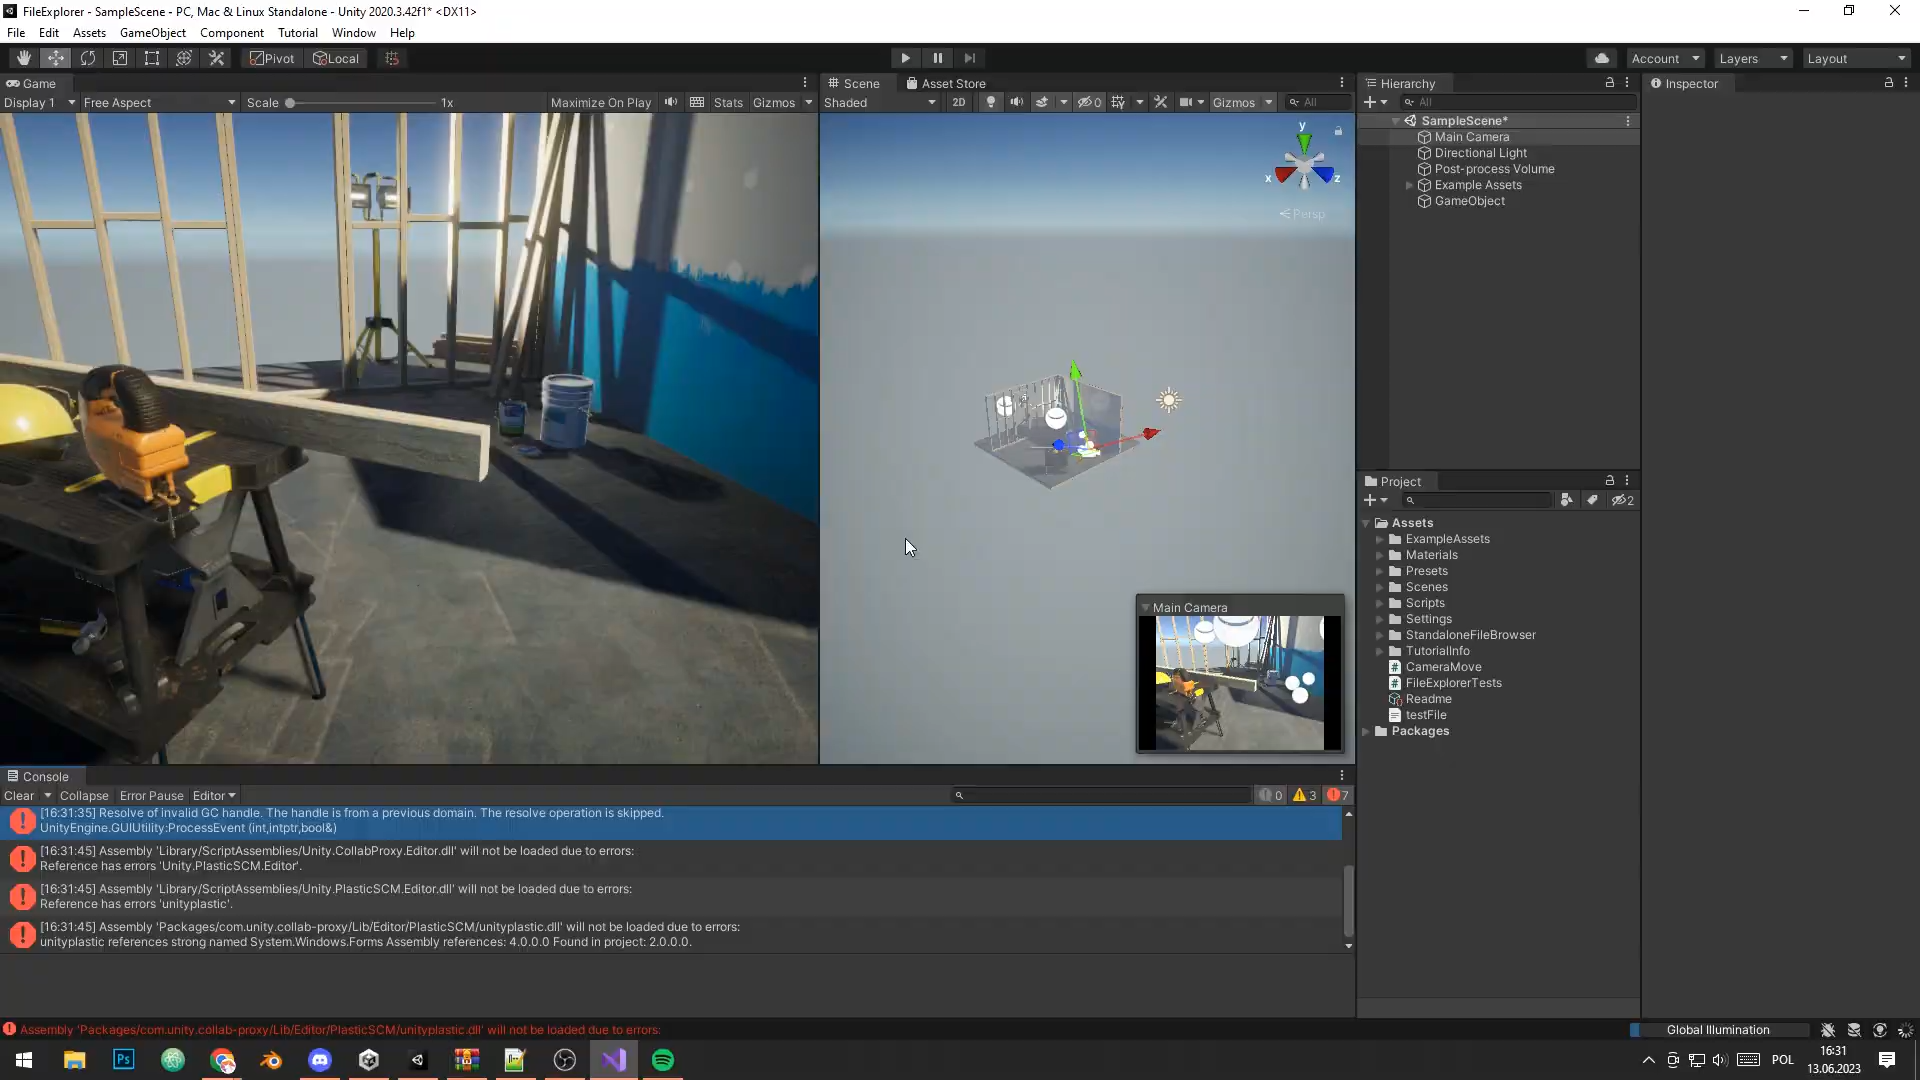 FileExplorer - SampleScene - PC, Mac & Linux Standalone - Unity 2020.3.42f1* <DX11>
File Edit Assets GameObject Component Tutorial Window Help
Pivot Local Account Layers Layout
Game
Display 1 Free Aspect Scale 1x Maximize On Play Stats Gizmos
Scene Asset Store
Shaded 2D 0 Gizmos All
y
x z
Persp
Main Camera
Hierarchy
All
SampleScene*
Main Camera
Directional Light
Post-process Volume
Example Assets
GameObject
Inspector
Project
2
Assets
ExampleAssets
Materials
Presets
Scenes
Scripts
Settings
StandaloneFileBrowser
TutorialInfo
CameraMove
FileExplorerTests
Readme
testFile
Packages
Console
Clear Collapse Error Pause Editor 0 3 7
[16:31:35] Resolve of invalid GC handle. The handle is from a previous domain. The resolve operation is skipped.
UnityEngine.GUIUtility:ProcessEvent (int,intptr,bool&)
[16:31:45] Assembly 'Library/ScriptAssemblies/Unity.CollabProxy.Editor.dll' will not be loaded due to errors:
Reference has errors 'Unity.PlasticSCM.Editor'.
[16:31:45] Assembly 'Library/ScriptAssemblies/Unity.PlasticSCM.Editor.dll' will not be loaded due to errors:
Reference has errors 'unityplastic'.
[16:31:45] Assembly 'Packages/com.unity.collab-proxy/Lib/Editor/PlasticSCM/unityplastic.dll' will not be loaded due to errors:
unityplastic references strong named System.Windows.Forms Assembly references: 4.0.0.0 Found in project: 2.0.0.0.
Assembly 'Packages/com.unity.collab-proxy/Lib/Editor/PlasticSCM/unityplastic.dll' will not be loaded due to errors:
Global Illumination
Ps
POL
16:31
13.06.2023